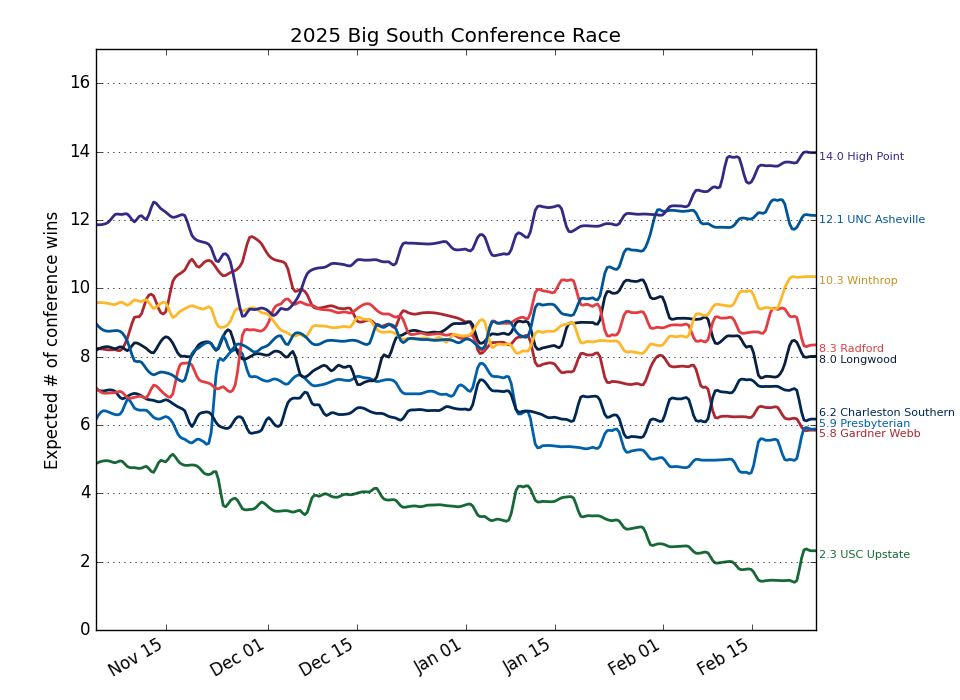 2025 Big South Conference Race
Expected # of conference wins
16
14
12
10
8
6
4
2
0
14.0 High Point
12.1 UNC Asheville
10.3 Winthrop
8.3 Radford
8.0 Longwood
6.2 Charleston Southern
5.9 Presbyterian
5.8 Gardner Webb
2.3 USC Upstate
Nov 15
Dec 01
Dec 15
Jan 01
Jan 15
Feb 01
Feb 15